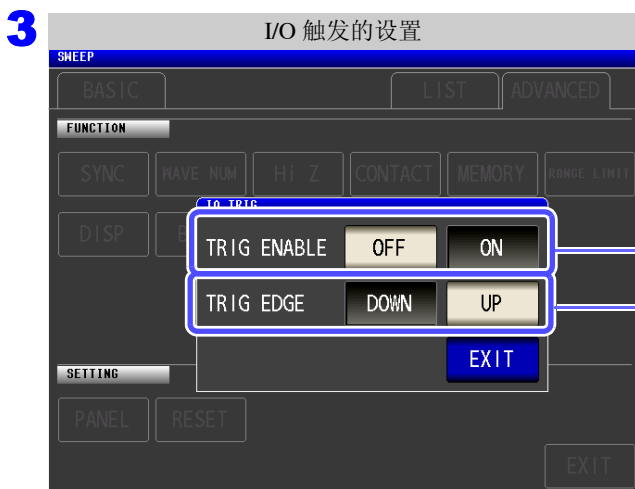 3
I/O 触发的设置
SWEEP
BASIC LIST ADVANCED
FUNCTION
SYNC WAVE NUM Hi Z CONTACT MEMORY RANGE LIMIT
IO TRIG
DISP
TRIG ENABLE OFF ON
TRIG EDGE DOWN UP
EXIT
SETTING
PANEL RESET
EXIT